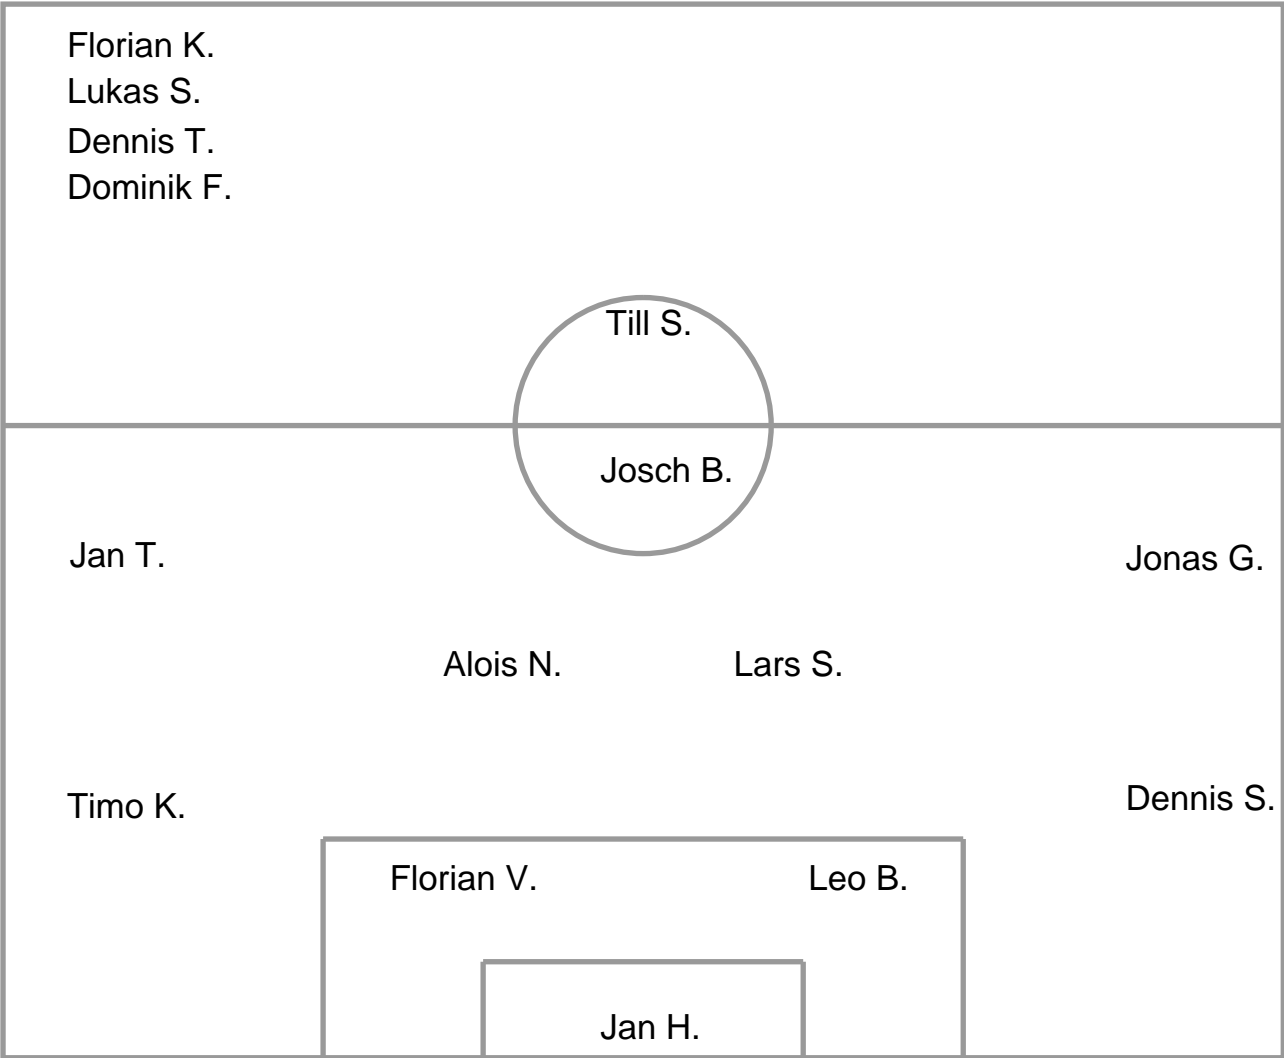 Florian K.
Lukas S.
Dennis T.
Dominik F.
Till S.
Josch B.
Jan T.
Jonas G.
Alois N.
Lars S.
Timo K.
Dennis S.
Florian V.
Leo B.
Jan H.